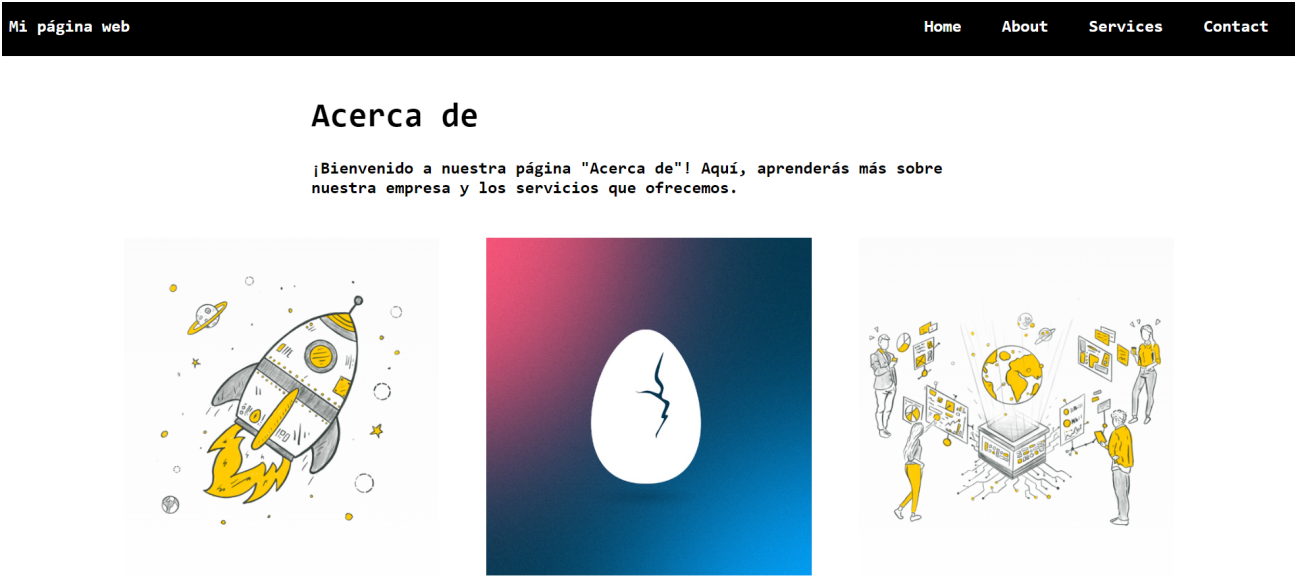 Mi página web
Home
About
Services
Contact
Acerca de
¡Bienvenido a nuestra página "Acerca de"! Aquí, aprenderás más sobre
nuestra empresa y los servicios que ofrecemos.